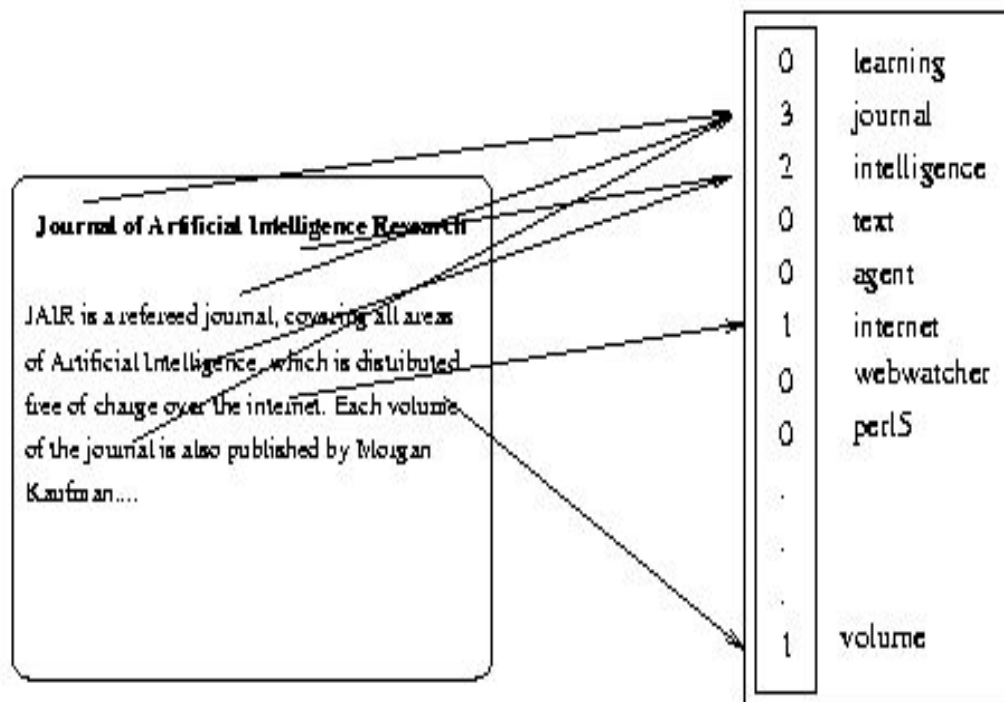 Journal of Artificial Intelligence Research
JAIR is a refereed journal, covering all areas
of Artificial Intelligence, which is distributed
free of charge over the internet. Each volume
of the journal is also published by Morgan
Kaufman....
0 learning
3 journal
2 intelligence
0 text
0 agent
1 internet
0 webwatcher
0 perl5
.
.
.
1 volume